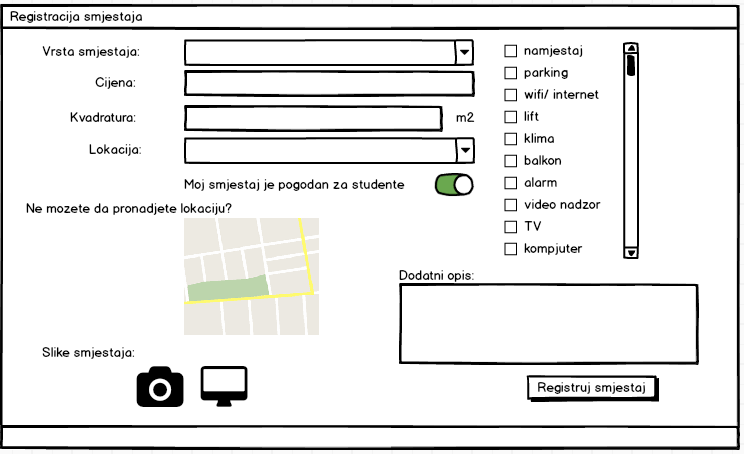 Registracija smjestaja
Vrsta smjestaja:
Cijena:
Kvadratura:
m2
Lokacija:
Moj smjestaj je pogodan za studente
Ne mozete da pronadjete lokaciju?
Slike smjestaja:
namjestaj
parking
wifi/ internet
lift
klima
balkon
alarm
video nadzor
TV
kompjuter
Dodatni opis:
Registruj smjestaj